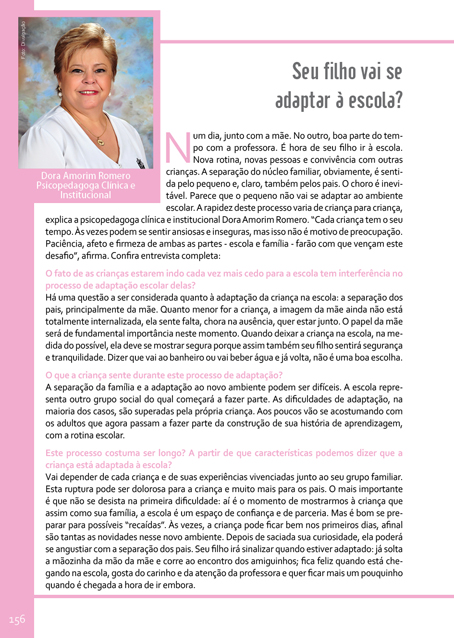 Foto: Divulgação
Dora Amorim Romero
Psicopedagoga Clínica e
Institucional
Seu filho vai se
adaptar à escola?
Num dia, junto com a mãe. No outro, boa parte do tem-
po com a professora. É hora de seu filho ir à escola.
Nova rotina, novas pessoas e convivência com outras
crianças. A separação do núcleo familiar, obviamente, é senti-
da pelo pequeno e, claro, também pelos pais. O choro é inevi-
tável. Parece que o pequeno não vai se adaptar ao ambiente
escolar. A rapidez deste processo varia de criança para criança,
explica a psicopedagoga clínica e institucional Dora Amorim Romero. “Cada criança tem o seu
tempo. Às vezes podem se sentir ansiosas e inseguras, mas isso não é motivo de preocupação.
Paciência, afeto e firmeza de ambas as partes - escola e família - farão com que vençam este
desafio”, afirma. Confira entrevista completa:
O fato de as crianças estarem indo cada vez mais cedo para a escola tem interferência no
processo de adaptação escolar delas?
Há uma questão a ser considerada quanto à adaptação da criança na escola: a separação dos
pais, principalmente da mãe. Quanto menor for a criança, a imagem da mãe ainda não está
totalmente internalizada, ela sente falta, chora na ausência, quer estar junto. O papel da mãe
será de fundamental importância neste momento. Quando deixar a criança na escola, na me-
dida do possível, ela deve se mostrar segura porque assim também seu filho sentirá segurança
e tranquilidade. Dizer que vai ao banheiro ou vai beber água e já volta, não é uma boa escolha.
O que a criança sente durante este processo de adaptação?
A separação da família e a adaptação ao novo ambiente podem ser difíceis. A escola repre-
senta outro grupo social do qual começará a fazer parte. As dificuldades de adaptação, na
maioria dos casos, são superadas pela própria criança. Aos poucos vão se acostumando com
os adultos que agora passam a fazer parte da construção de sua história de aprendizagem,
com a rotina escolar.
Este processo costuma ser longo? A partir de que características podemos dizer que a
criança está adaptada à escola?
Vai depender de cada criança e de suas experiências vivenciadas junto ao seu grupo familiar.
Esta ruptura pode ser dolorosa para a criança e muito mais para os pais. O mais importante
é que não se desista na primeira dificuldade: aí é o momento de mostrarmos à criança que
assim como sua família, a escola é um espaço de confiança e de parceria. Mas é bom se pre-
parar para possíveis “recaídas”. Às vezes, a criança pode ficar bem nos primeiros dias, afinal
são tantas as novidades nesse novo ambiente. Depois de saciada sua curiosidade, ela poderá
se angustiar com a separação dos pais. Seu filho irá sinalizar quando estiver adaptado: já solta
a mãozinha da mão da mãe e corre ao encontro dos amiguinhos; fica feliz quando está che-
gando na escola, gosta do carinho e da atenção da professora e quer ficar mais um pouquinho
quando é chegada a hora de ir embora.
156